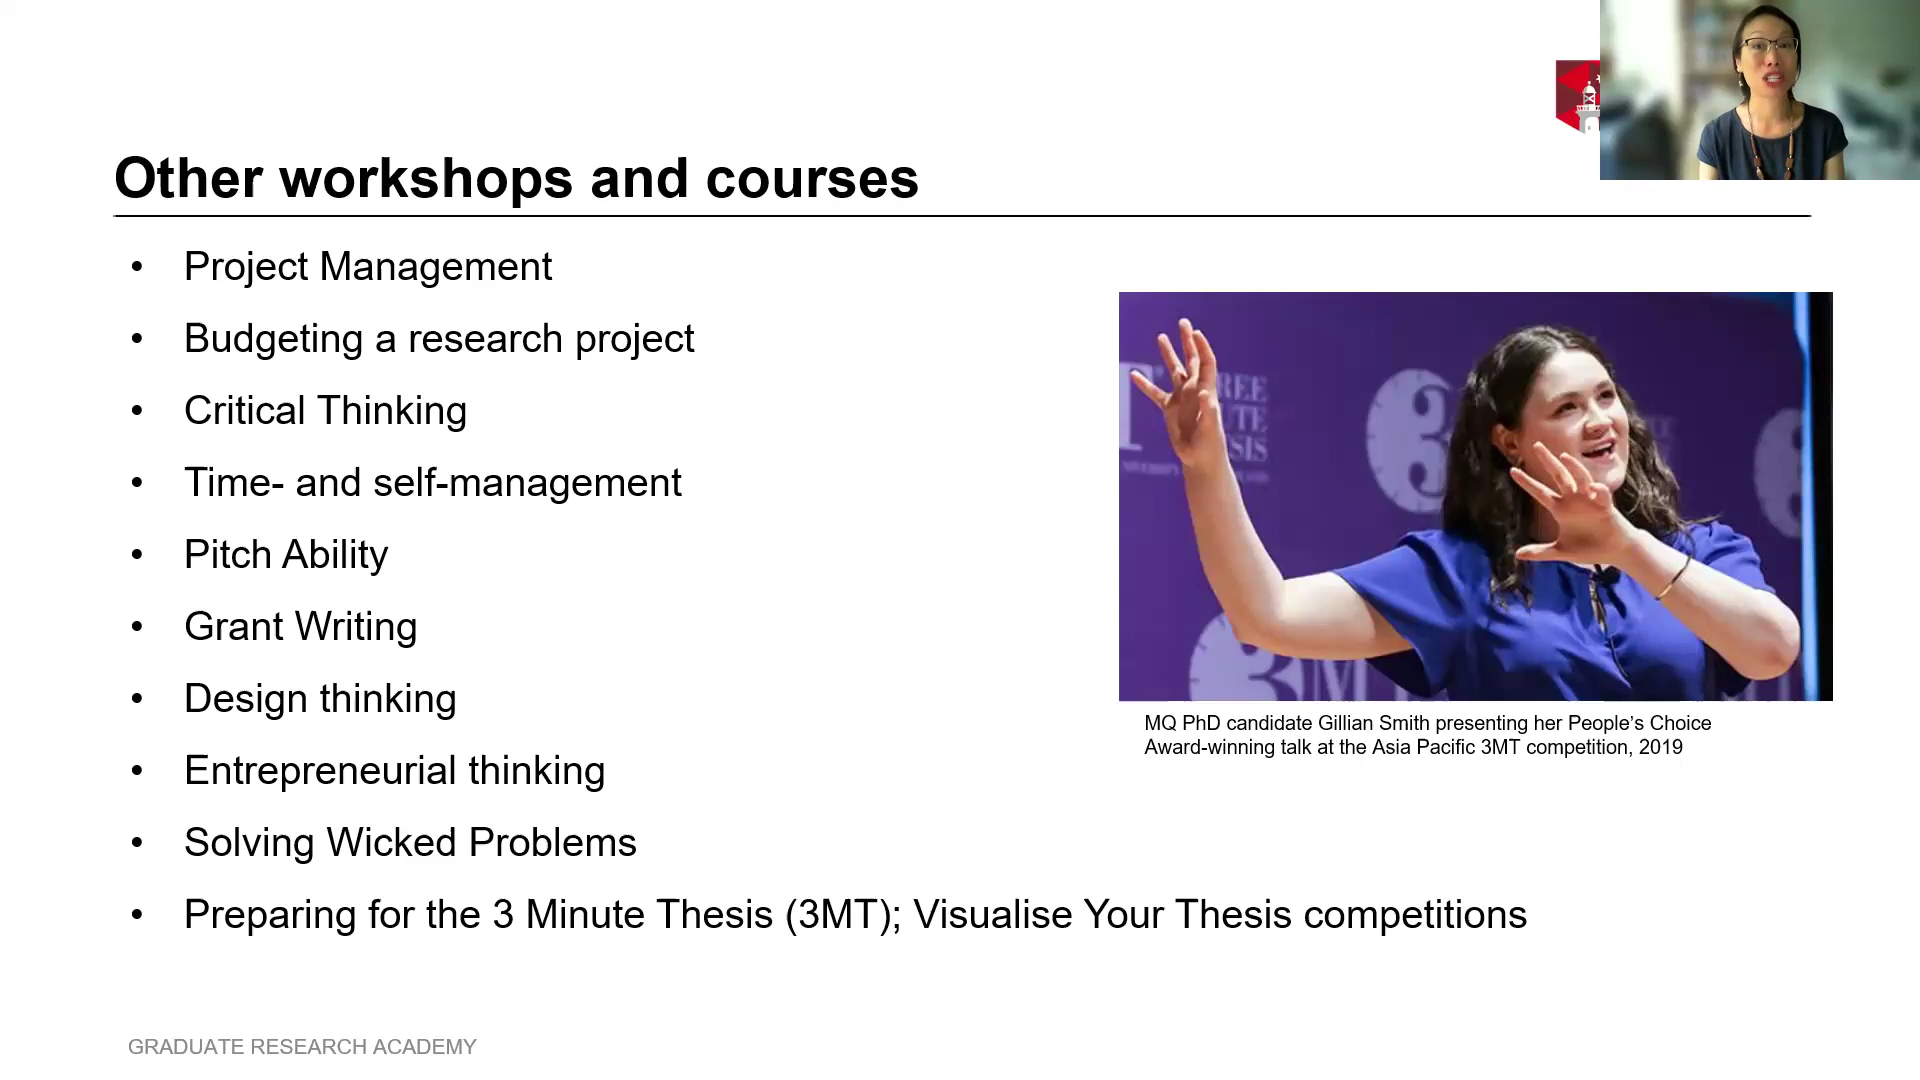 Other workshops and courses
• Project Management
• Budgeting a research project
• Critical Thinking
• Time- and self-management
• Pitch Ability
• Grant Writing
• Design thinking
• Entrepreneurial thinking
• Solving Wicked Problems
• Preparing for the 3 Minute Thesis (3MT); Visualise Your Thesis competitions
MQ PhD candidate Gillian Smith presenting her People’s Choice
Award-winning talk at the Asia Pacific 3MT competition, 2019
GRADUATE RESEARCH ACADEMY